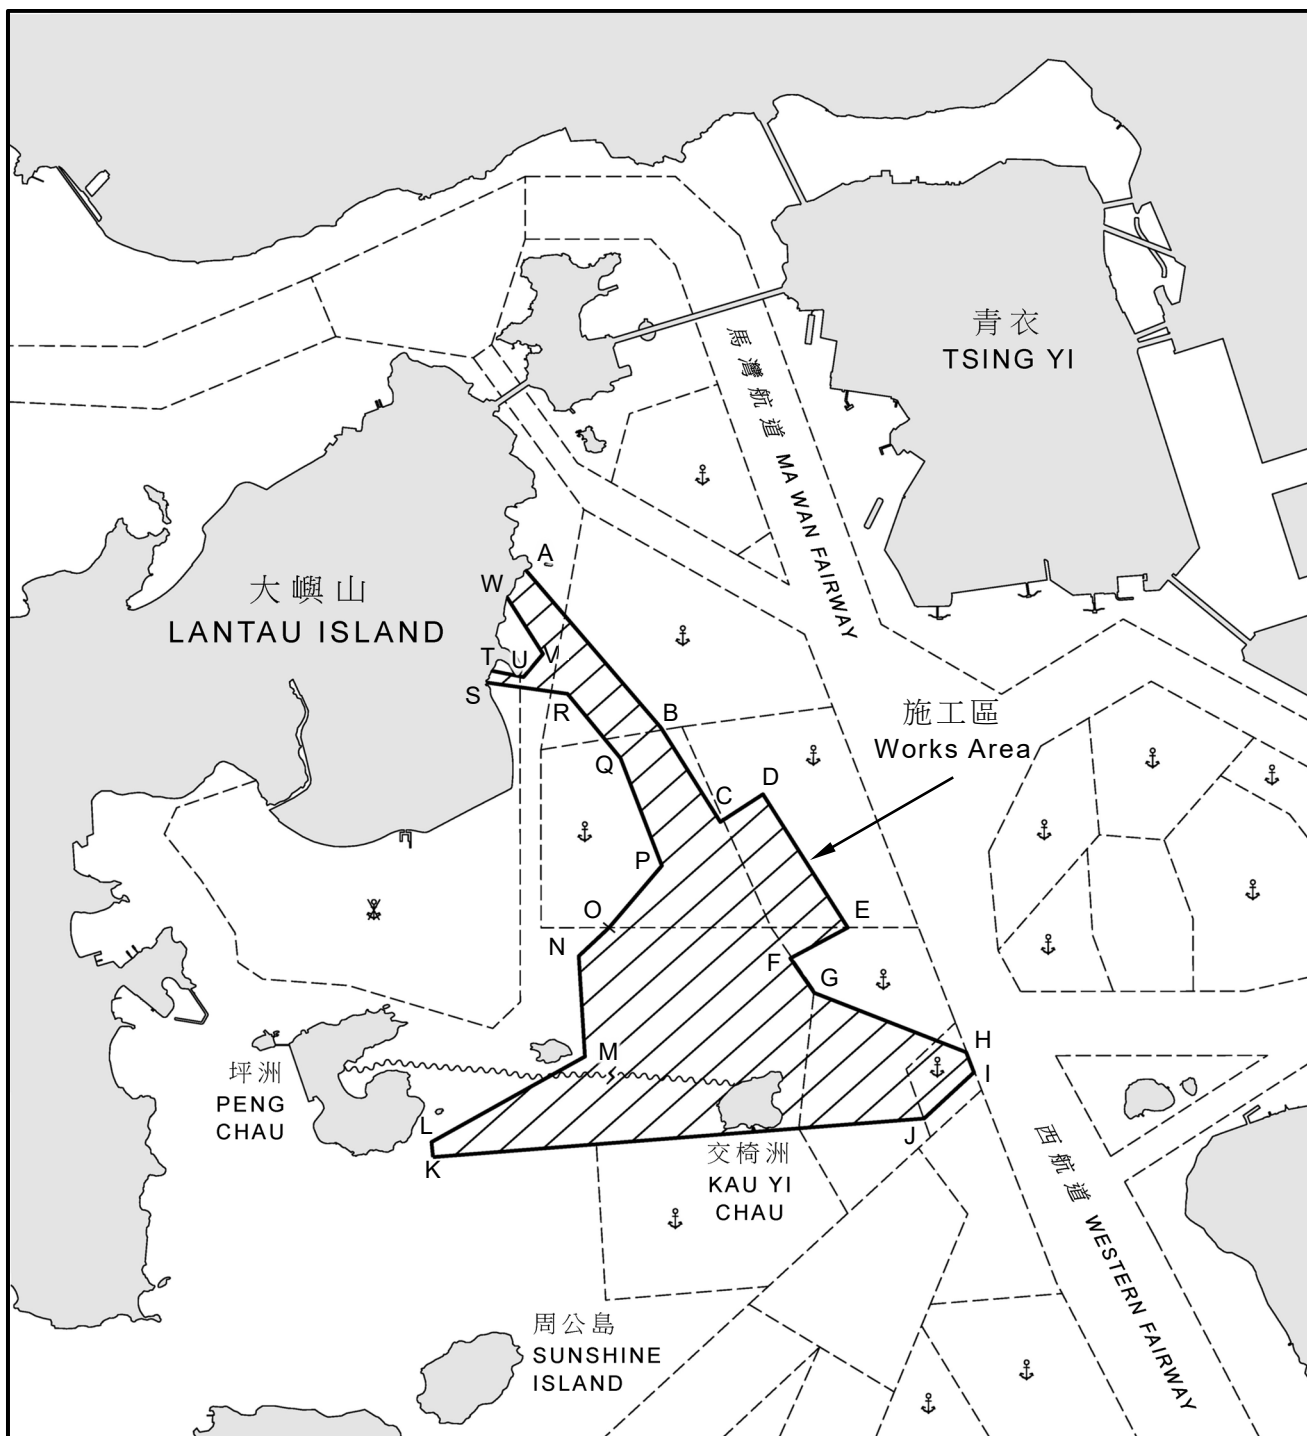 青衣
TSING YI
馬灣航道 MA WAN FAIRWAY
A
大嶼山
LANTAU ISLAND
W
T
U
V
S
R
B
施工區
Works Area
Q
D
C
P
O
E
N
F
G
H
M
I
坪洲
PENG
CHAU
L
K
J
交椅洲
KAU YI
CHAU
西航道 WESTERN FAIRWAY
周公島
SUNSHINE
ISLAND